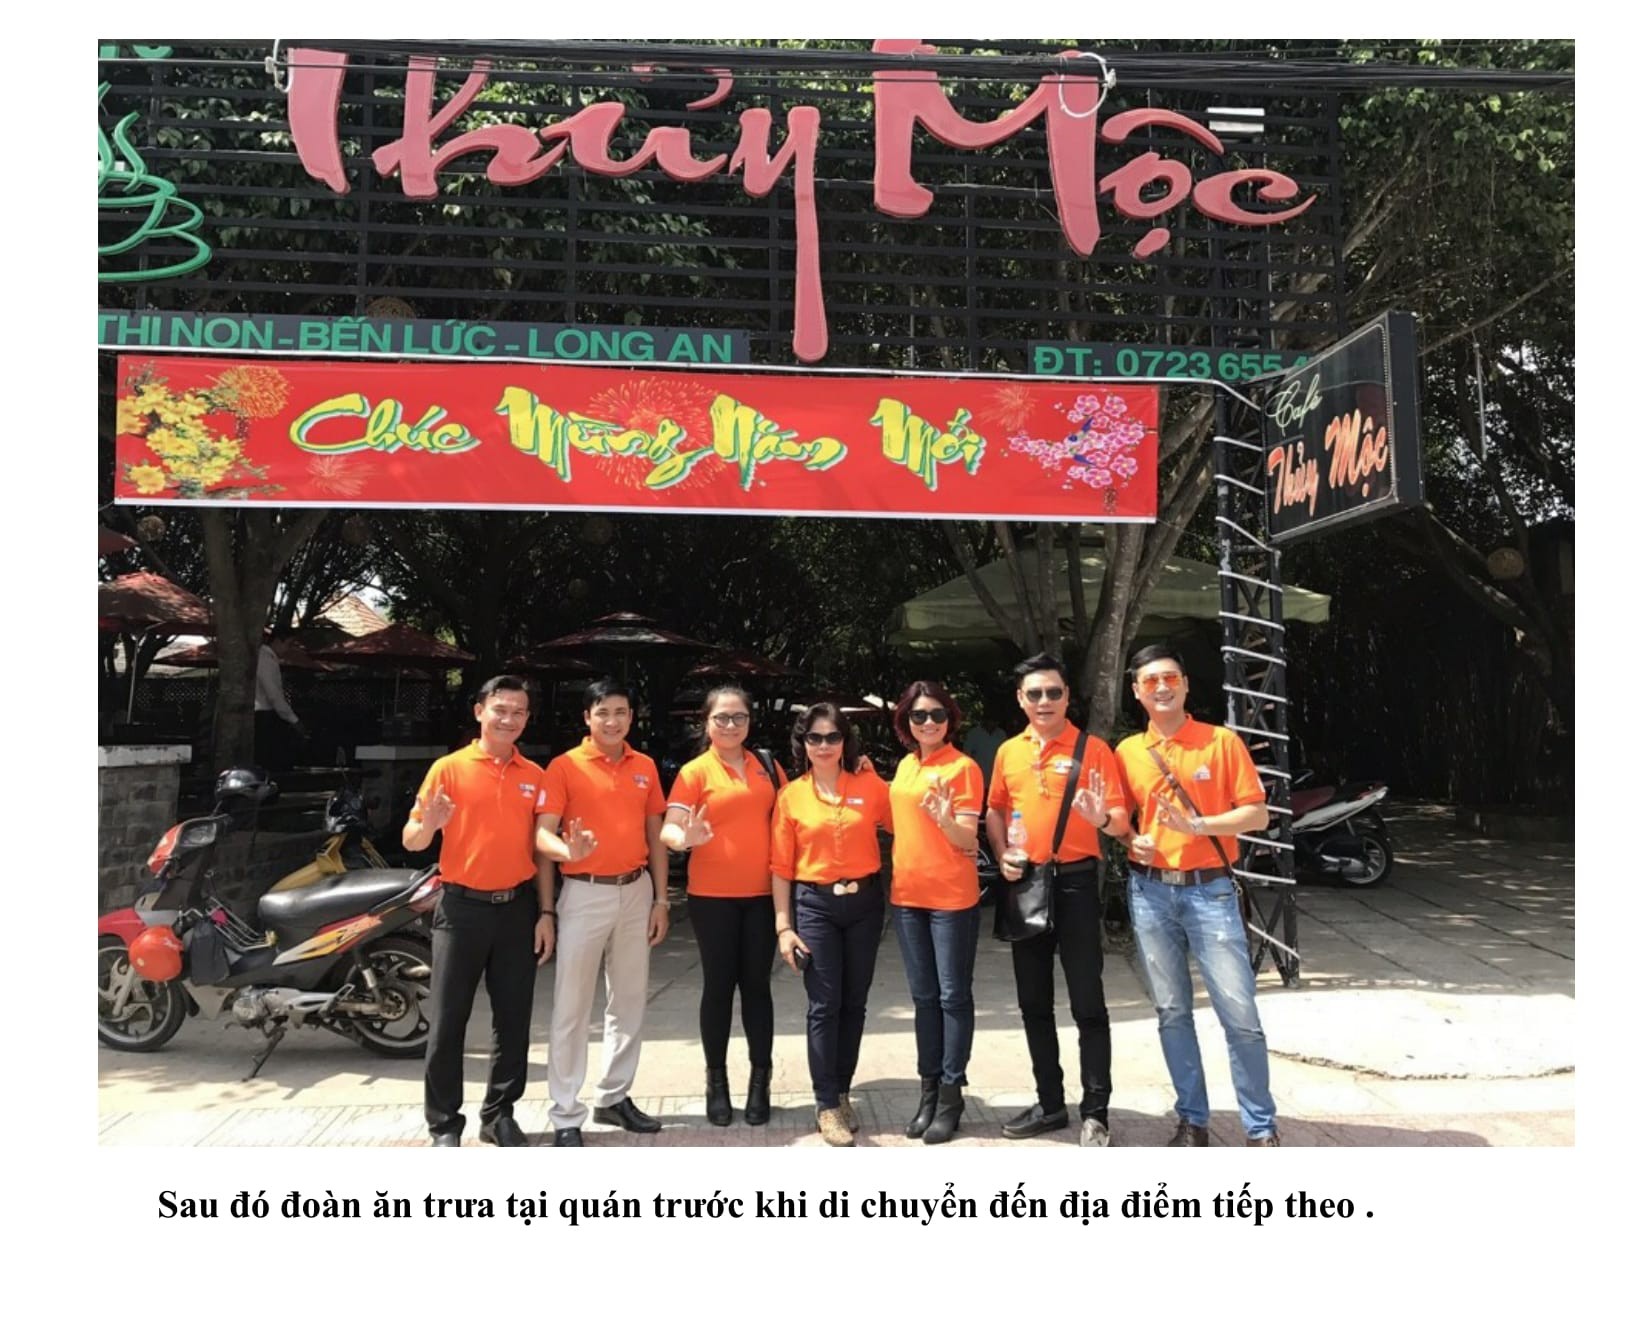 Thủy Mộc
THI NON - BẾN LỨC - LONG AN
ĐT: 0723 655
Chúc Mừng Năm Mới
Café
Thủy Mộc
Sau đó đoàn ăn trưa tại quán trước khi di chuyển đến địa điểm tiếp theo .